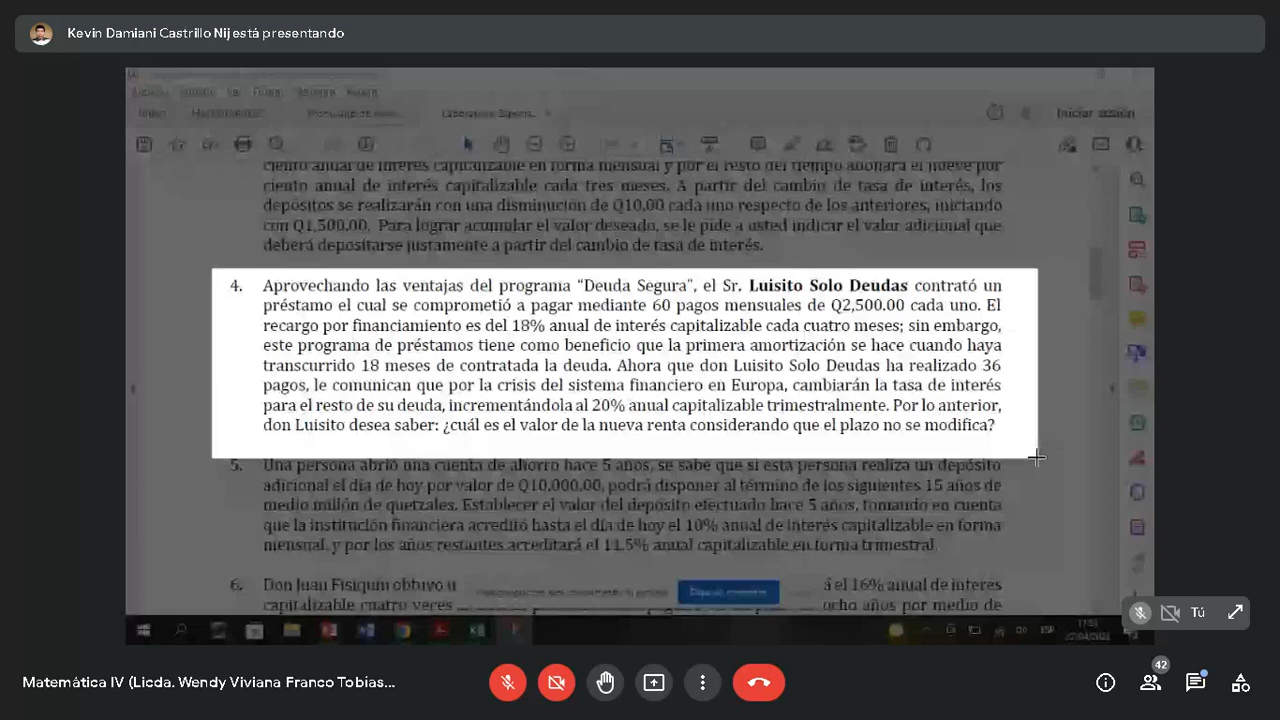 Kevin Damiani Castrillo Nij está presentando
Iniciar sesión
ciento anual de interés capitalizable en forma mensual y por el resto del tiempo abonará el nueve por
ciento anual de interés capitalizable cada tres meses. A partir del cambio de tasa de interés, los
depósitos se realizarán con una disminución de Q10.00 cada uno respecto de los anteriores, iniciando
con Q1,500.00. Para lograr acumular el valor deseado, se le pide a usted indicar el valor adicional que
deberá depositarse justamente a partir del cambio de tasa de interés.
4. Aprovechando las ventajas del programa “Deuda Segura”, el Sr. Luisito Solo Deudas contrató un
préstamo el cual se comprometió a pagar mediante 60 pagos mensuales de Q2,500.00 cada uno. El
recargo por financiamiento es del 18% anual de interés capitalizable cada cuatro meses; sin embargo,
este programa de préstamos tiene como beneficio que la primera amortización se hace cuando haya
transcurrido 18 meses de contratada la deuda. Ahora que don Luisito Solo Deudas ha realizado 36
pagos, le comunican que por la crisis del sistema financiero en Europa, cambiarán la tasa de interés
para el resto de su deuda, incrementándola al 20% anual capitalizable trimestralmente. Por lo anterior,
don Luisito desea saber: ¿cuál es el valor de la nueva renta considerando que el plazo no se modifica?
5. Una persona abrió una cuenta de ahorro hace 5 años, se sabe que si esta persona realiza un depósito
adicional el día de hoy por valor de Q10,000.00, podrá disponer al término de los siguientes 15 años de
medio millón de quetzales. Establecer el valor del depósito efectuado hace 5 años, tomando en cuenta
que la institución financiera acreditó hasta el día de hoy el 10% anual de interés capitalizable en forma
mensual, y por los años restantes acreditará el 11.5% anual capitalizable en forma trimestral.
6. Don Juan Fisiquín obtuvo u á el 16% anual de interes
capitalizable cuatro veces ocho años por medio de
Tú
42
Matemática IV (Licda. Wendy Viviana Franco Tobias...